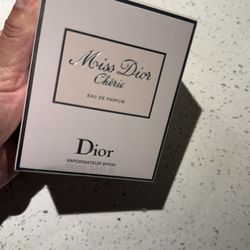 Miss Dior
Chérie
EAU DE PARFUM
Dior
VAPORISATEUR SPRAY